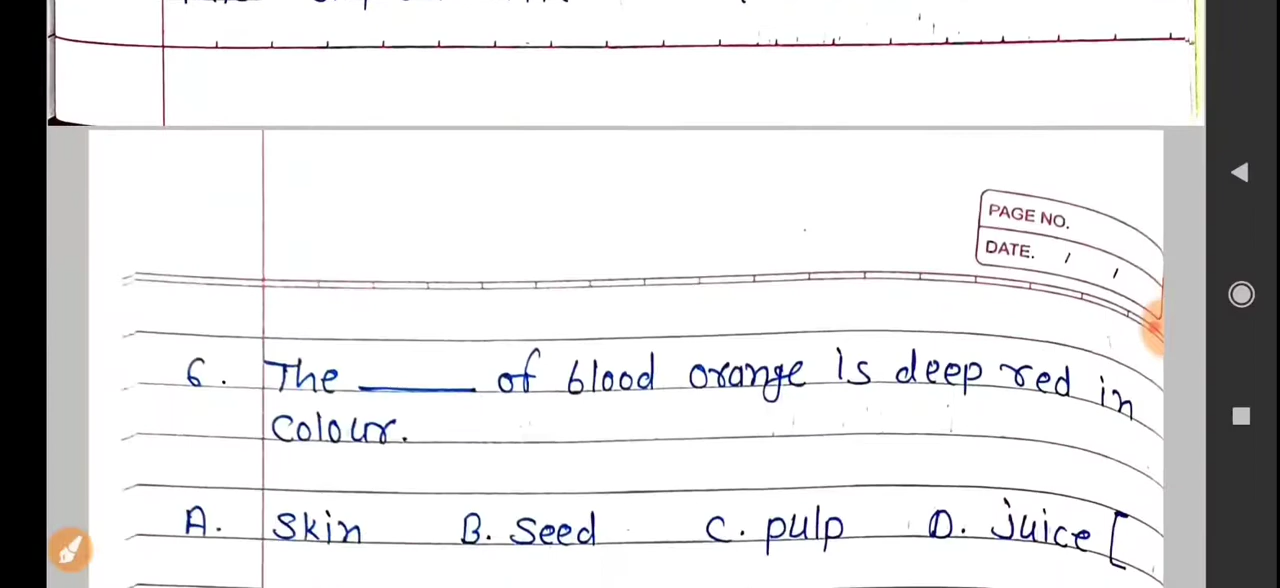 PAGE NO.
DATE. / /
6. The ____ of blood orange is deep red in
colour.
A. Skin B. Seed C. pulp D. juice [